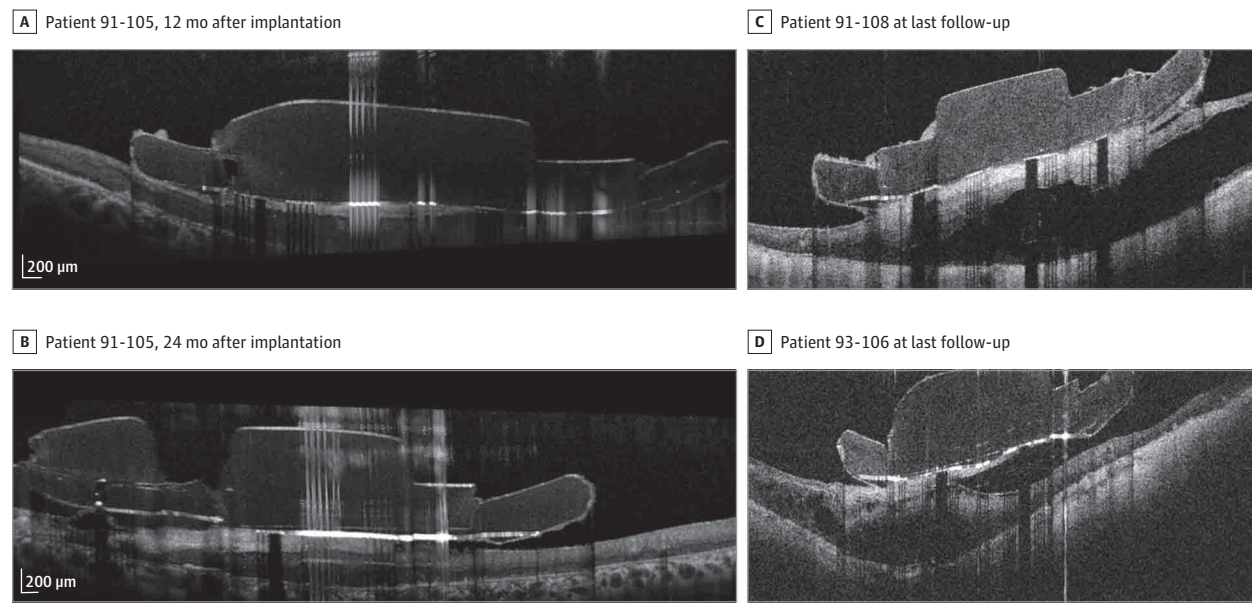 A Patient 91-105, 12 mo after implantation
200 μm
C Patient 91-108 at last follow-up
B Patient 91-105, 24 mo after implantation
200 μm
D Patient 93-106 at last follow-up